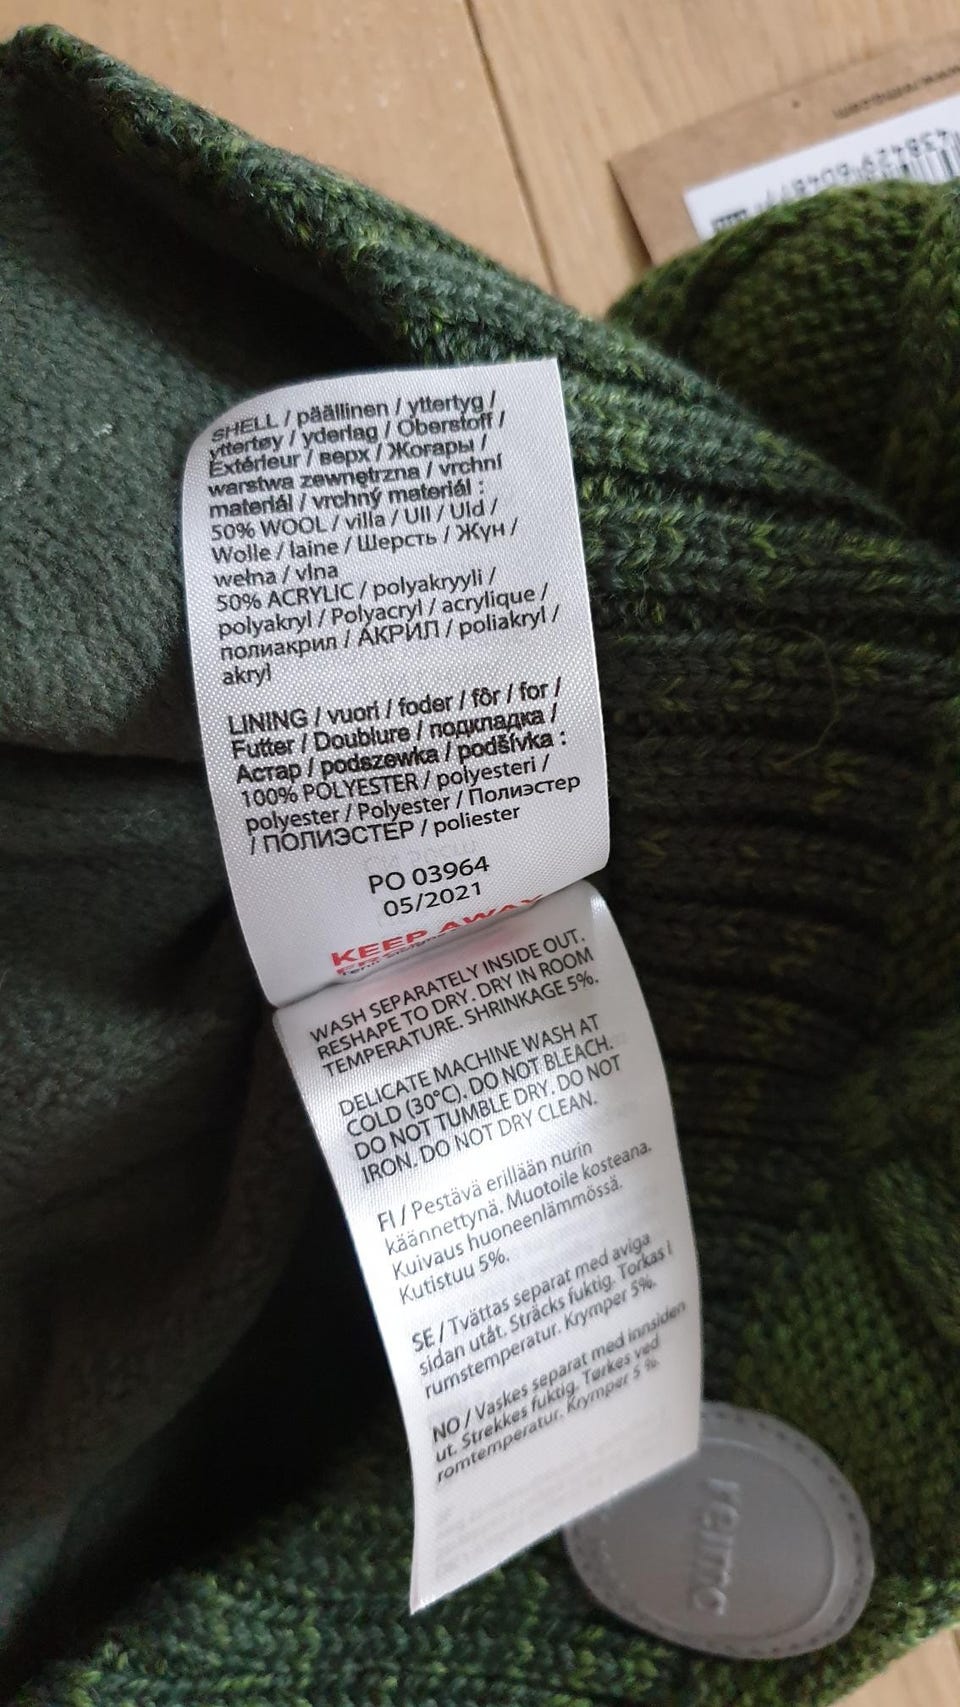 www.reima.com
SHELL / päällinen / yttertyg /
yttertøy / yderlag / Oberstoff /
Extérieur / верх / Жогары /
warstwa zewnętrzna / vrchní
materiál / vrchný materiál :
50% WOOL / villa / Ull / Uld /
Wolle / laine / Шерсть / Жүн /
wełna / vlna
50% ACRYLIC / polyakryyli /
polyakryl / Polyacryl / acrylique /
полиакрил / АКРИЛ / poliakryl /
akryl
LINING / vuori / foder / fôr / for /
Futter / Doublure / подкладка /
Астар / podszewka / podšívka :
100% POLYESTER / polyesteri /
polyester / Polyester / Полиэстер
/ ПОЛИЭСТЕР / poliester
PO 03964
05/2021
KEEP AWAY
WASH SEPARATELY INSIDE OUT.
RESHAPE TO DRY. DRY IN ROOM
TEMPERATURE. SHRINKAGE 5%.
DELICATE MACHINE WASH AT
COLD (30°C). DO NOT BLEACH.
DO NOT TUMBLE DRY. DO NOT
IRON. DO NOT DRY CLEAN.
FI / Pestävä erillään nurin
käännettynä. Muotoile kosteana.
Kuivaus huoneenlämmössä.
Kutistuu 5%.
SE / Tvättas separat med aviga
sidan utåt. Sträcks fuktig. Torkas i
rumstemperatur. Krymper 5%.
NO / Vaskes separat med innsiden
ut. Strekkes fuktig. Tørkes ved
romtemperatur. Krymper 5 %.
reima